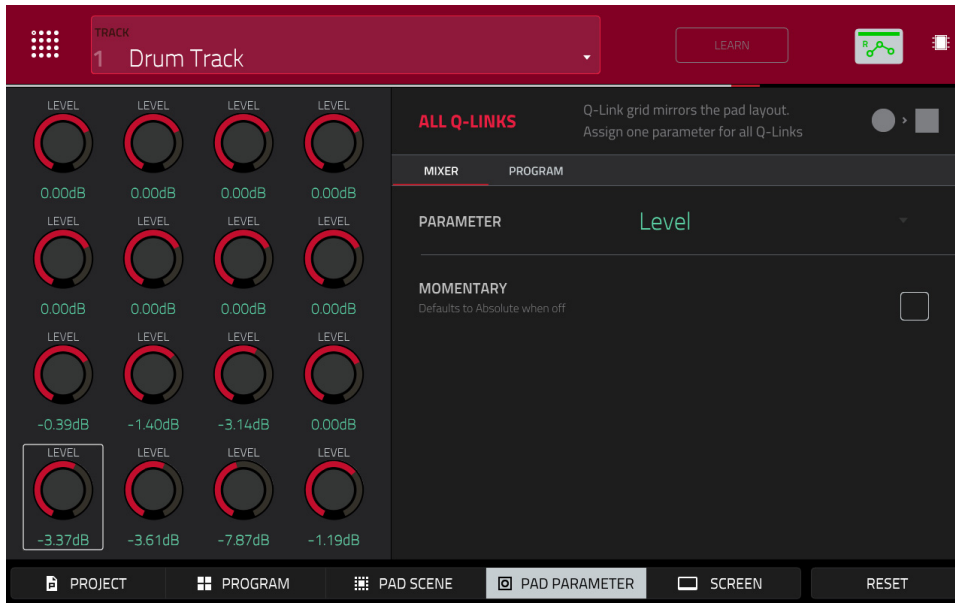 TRACK
1 Drum Track
LEARN
R
LEVEL LEVEL LEVEL LEVEL
0.00dB 0.00dB 0.00dB 0.00dB
LEVEL LEVEL LEVEL LEVEL
0.00dB 0.00dB 0.00dB 0.00dB
LEVEL LEVEL LEVEL LEVEL
-0.39dB -1.40dB -3.14dB 0.00dB
LEVEL LEVEL LEVEL LEVEL
-3.37dB -3.61dB -7.87dB -1.19dB
ALL Q-LINKS
Q-Link grid mirrors the pad layout.
Assign one parameter for all Q-Links
MIXER PROGRAM
PARAMETER Level
MOMENTARY
Defaults to Absolute when off
P PROJECT PROGRAM PAD SCENE PAD PARAMETER SCREEN RESET